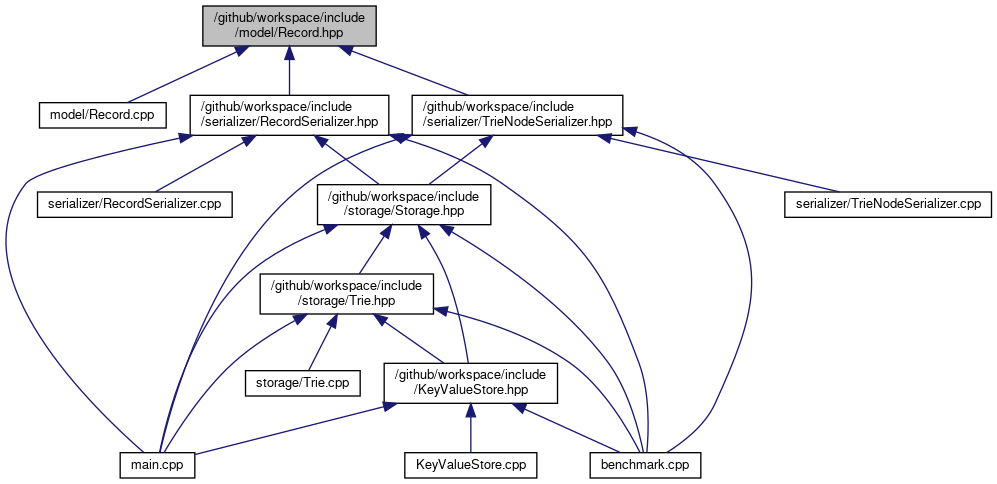 /github/workspace/include
/model/Record.hpp
model/Record.cpp
/github/workspace/include
/serializer/RecordSerializer.hpp
/github/workspace/include
/serializer/TrieNodeSerializer.hpp
serializer/RecordSerializer.cpp
/github/workspace/include
/storage/Storage.hpp
serializer/TrieNodeSerializer.cpp
/github/workspace/include
/storage/Trie.hpp
storage/Trie.cpp
/github/workspace/include
/KeyValueStore.hpp
main.cpp
KeyValueStore.cpp
benchmark.cpp